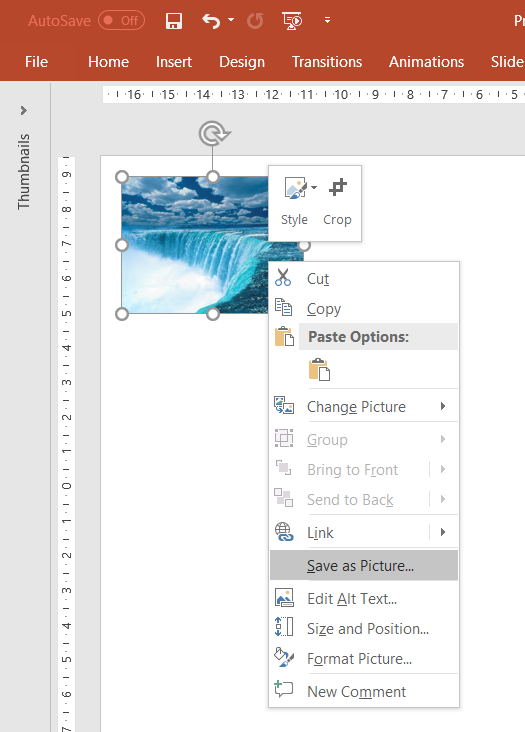 AutoSave Off
Pr
File Home Insert Design Transitions Animations Slide
16 15 14 13 12 11 10 9 8 7 6 5
Thumbnails
9
8
7
6
5
4
3
2
1
0
1
2
3
4
5
6
7
Style Crop
Cut
Copy
Paste Options:
Change Picture
Group
Bring to Front
Send to Back
Link
Save as Picture...
Edit Alt Text...
Size and Position...
Format Picture...
New Comment